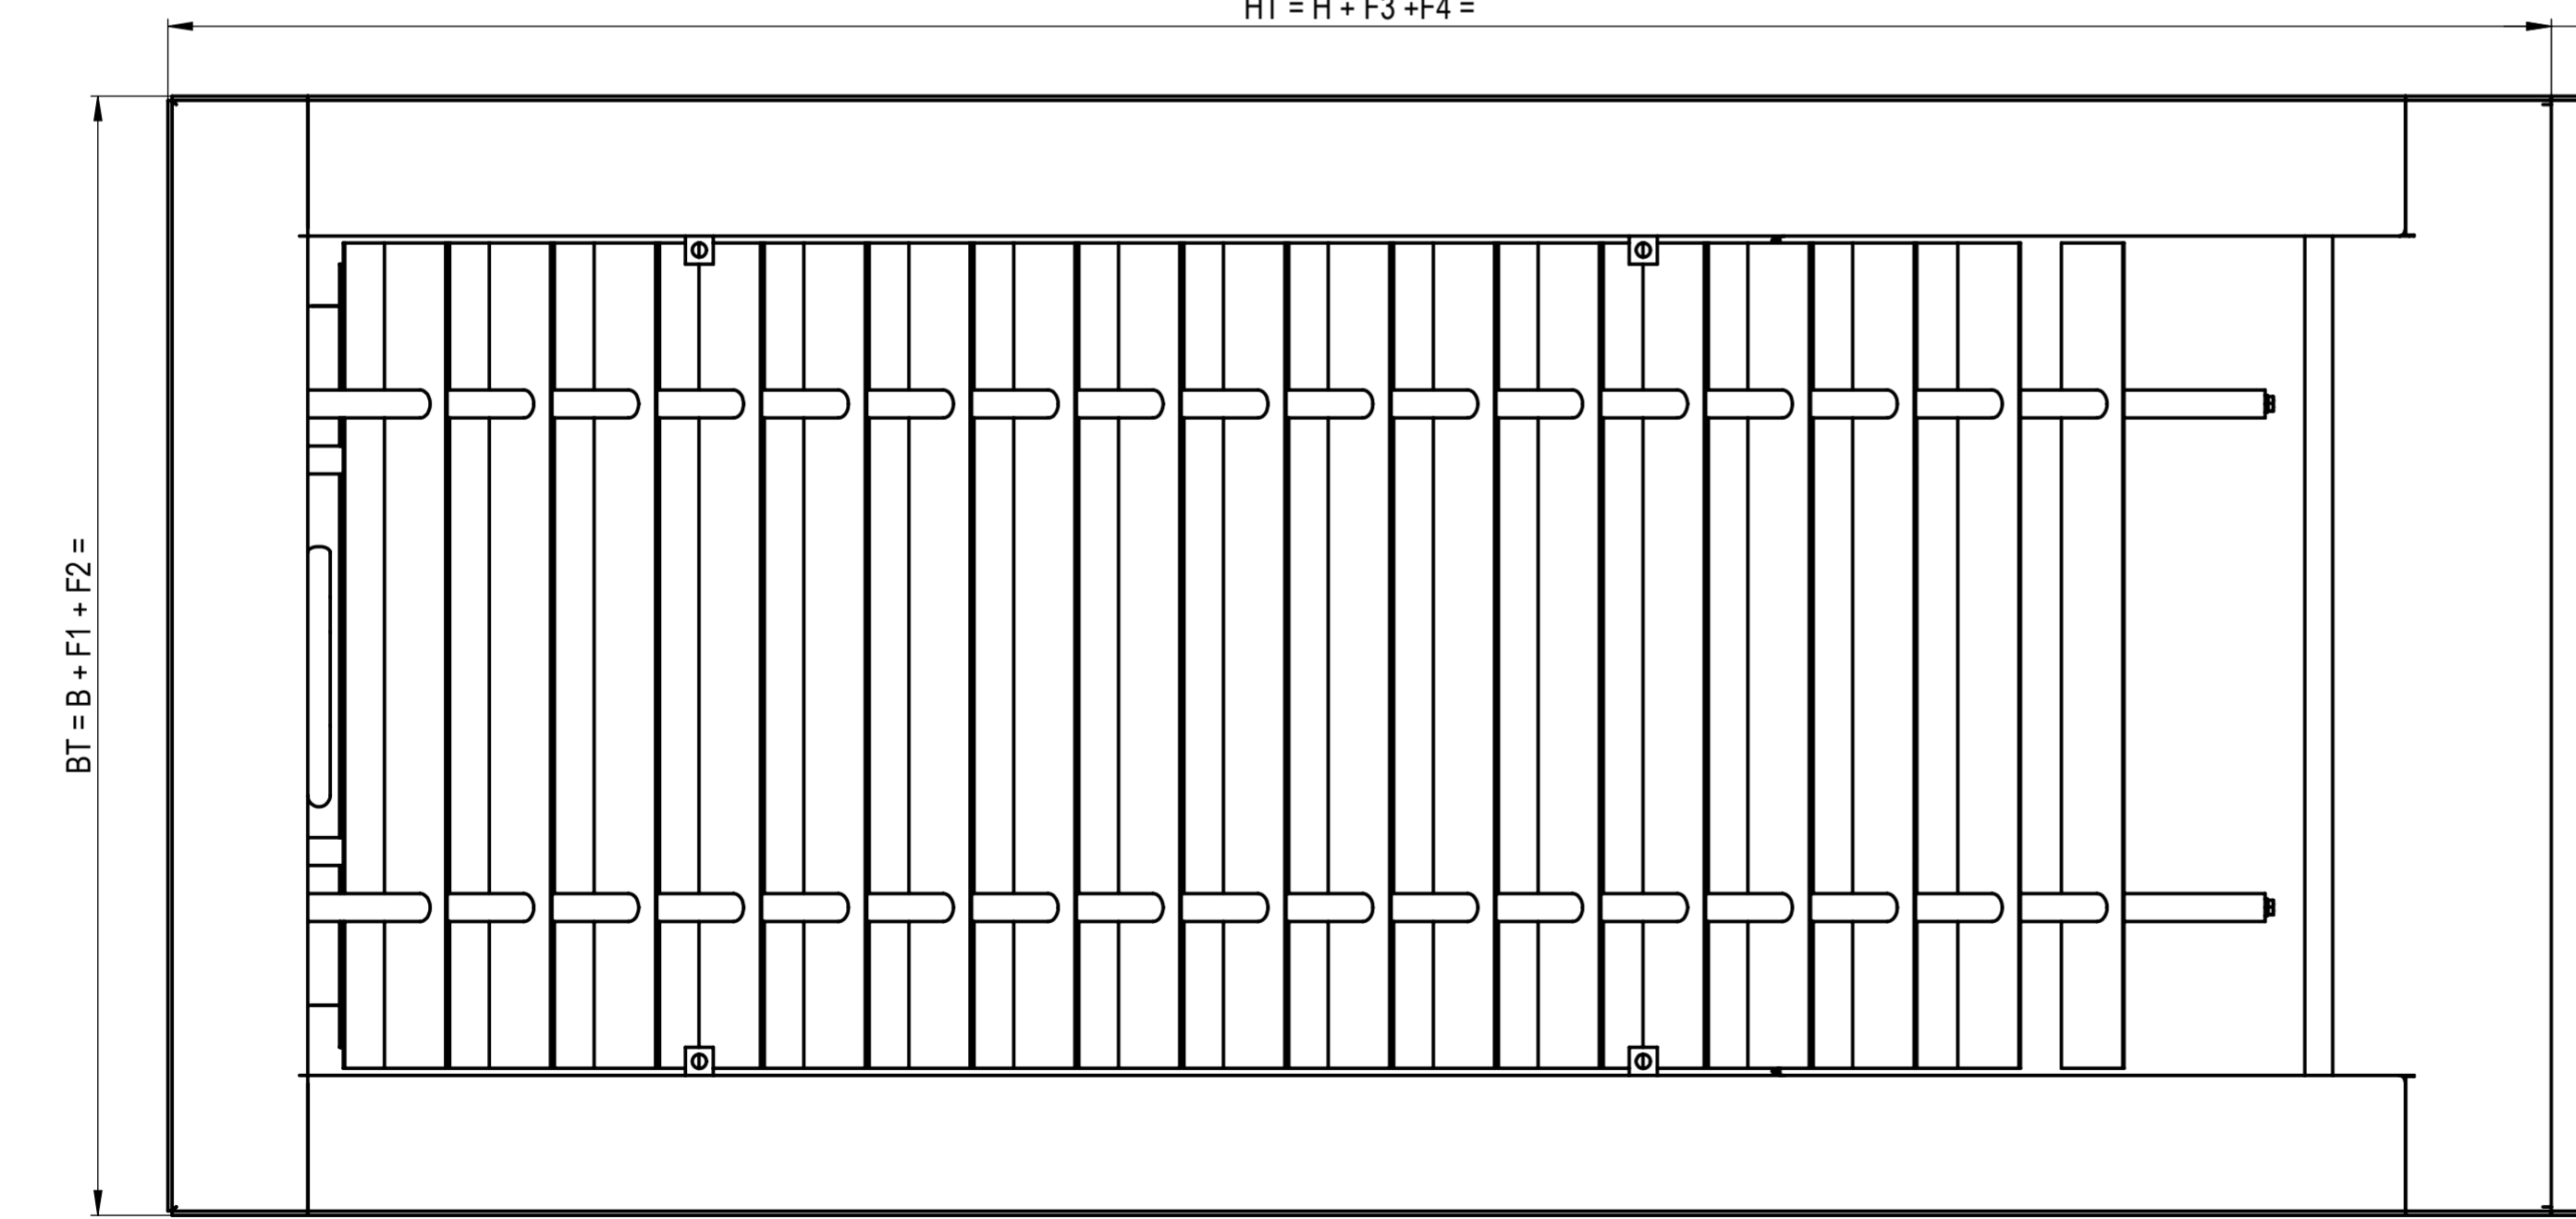 HT = H + F3 +F4 =
BT = B + F1 + F2 =